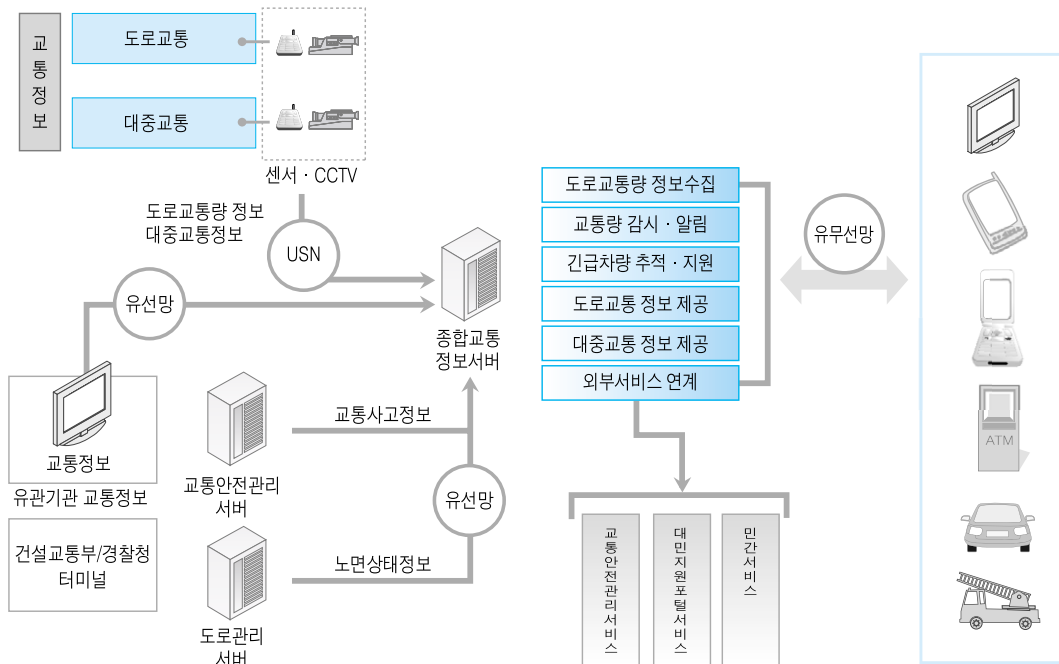 교통정보
도로교통
대중교통
센서 · CCTV
도로교통량 정보
대중교통정보
USN
유선망
종합교통
정보서버
교통정보
유관기관 교통정보
건설교통부/경찰청
터미널
교통안전관리
서버
교통사고정보
유선망
노면상태정보
도로관리
서버
도로교통량 정보수집
교통량 감시 · 알림
긴급차량 추적 · 지원
도로교통 정보 제공
대중교통 정보 제공
외부서비스 연계
유무선망
교통안전관리서비스
대민지원포털서비스
민간서비스
ATM